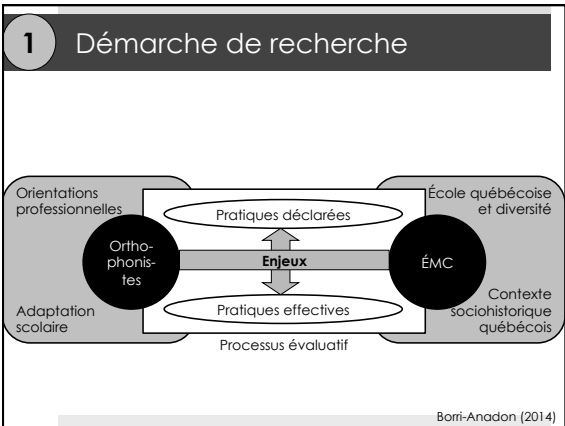 1 Démarche de recherche
Orientations
professionnelles
École québécoise
et diversité
Pratiques déclarées
Ortho-
phonis-
tes
Enjeux
ÉMC
Adaptation
scolaire
Pratiques effectives
Contexte
sociohistorique
québécois
Processus évaluatif
Borri-Anadon (2014)